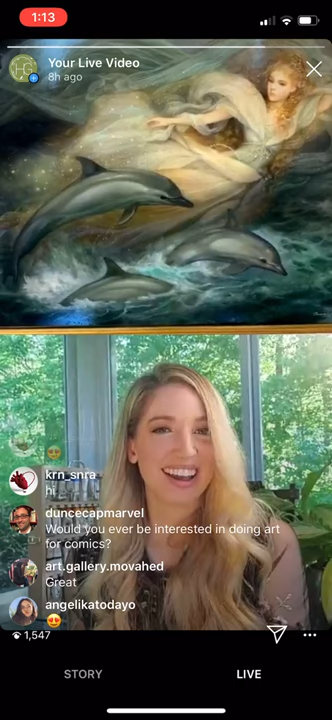 1:13
HG
Your Live Video
8h ago
krn_snra
hi
duncecapmarvel
Would you ever be interested in doing art
for comics?
art.gallery.movahed
Great
angelikatodayo
😍
1,547
STORY
LIVE